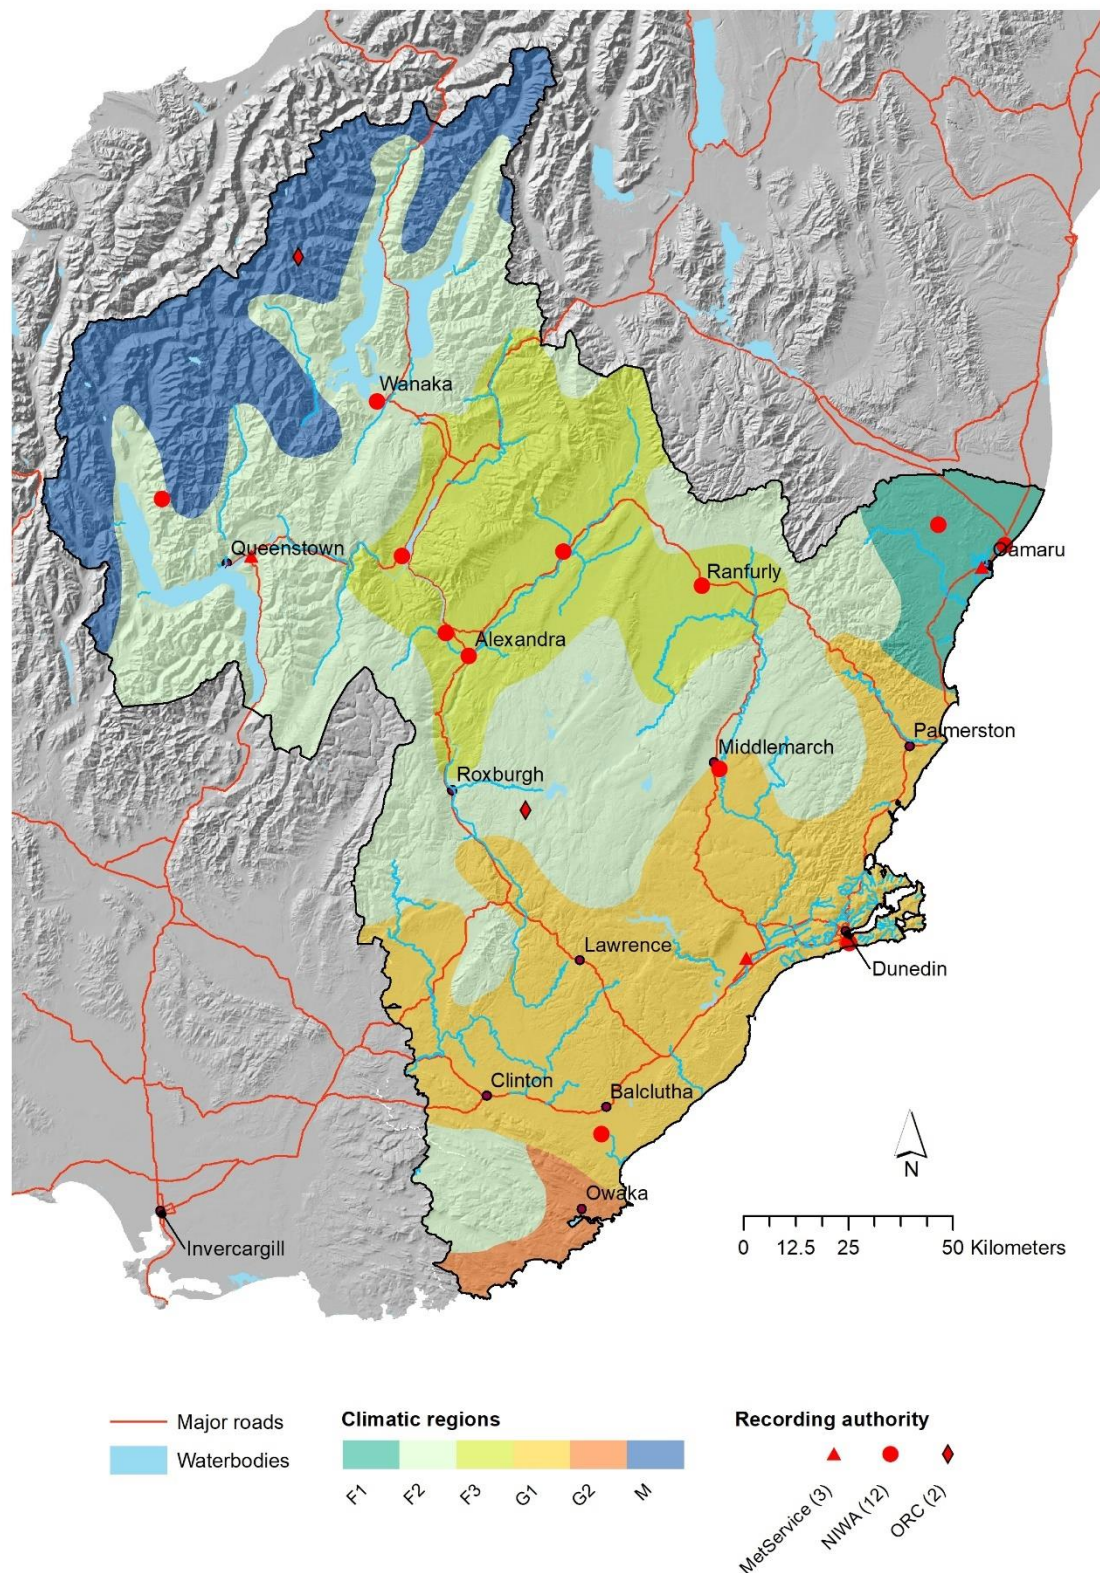 Wanaka
Queenstown
Oamaru
Ranfurly
Alexandra
Palmerston
Middlemarch
Roxburgh
Lawrence
Dunedin
Clinton
Balclutha
N
Owaka
Invercargill
0 12.5 25 50 Kilometers
Major roads
Waterbodies
Climatic regions
F1 F2 F3 G1 G2 M
Recording authority
MetService (3) NIWA (12) ORC (2)